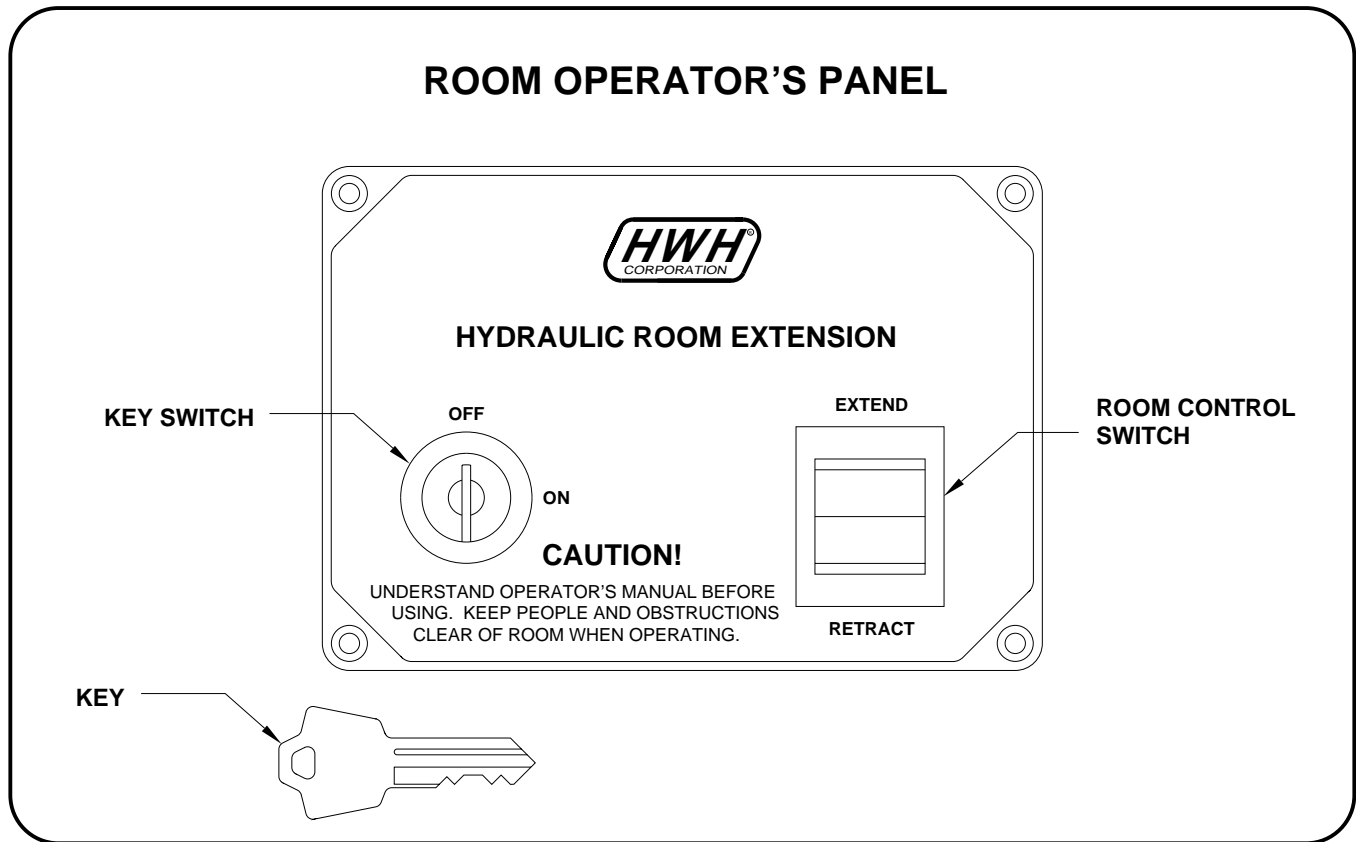 ROOM OPERATOR’S PANEL
HWH®
CORPORATION
HYDRAULIC ROOM EXTENSION
KEY SWITCH
OFF
ON
EXTEND
RETRACT
ROOM CONTROL
SWITCH
CAUTION!
UNDERSTAND OPERATOR’S MANUAL BEFORE
USING. KEEP PEOPLE AND OBSTRUCTIONS
CLEAR OF ROOM WHEN OPERATING.
KEY